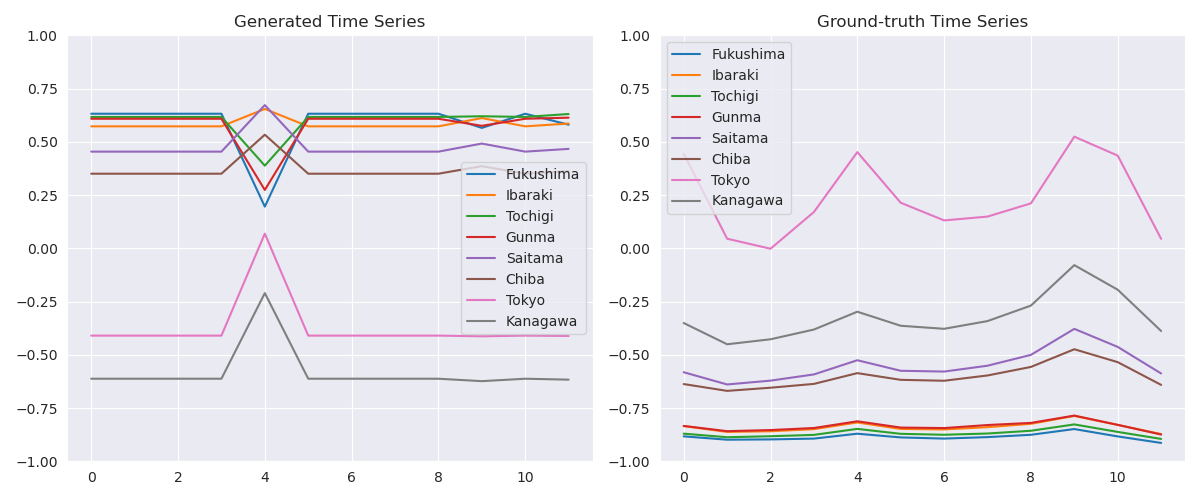 Generated Time Series
1.00
0.75
0.50
0.25
0.00
−0.25
−0.50
−0.75
−1.00
0 2 4 6 8 10
Fukushima
Ibaraki
Tochigi
Gunma
Saitama
Chiba
Tokyo
Kanagawa
Ground-truth Time Series
1.00
0.75
0.50
0.25
0.00
−0.25
−0.50
−0.75
−1.00
0 2 4 6 8 10
Fukushima
Ibaraki
Tochigi
Gunma
Saitama
Chiba
Tokyo
Kanagawa